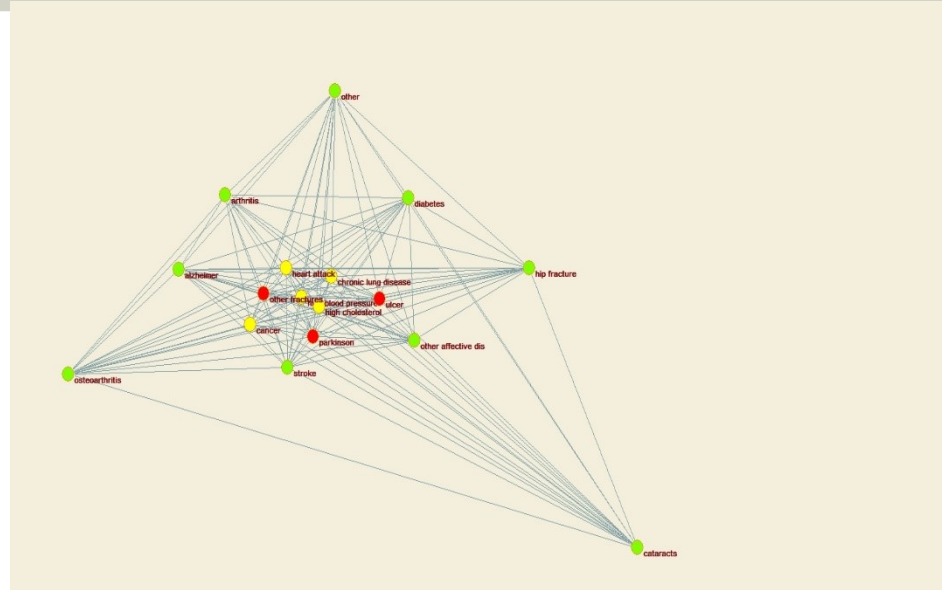 other
arthritis
diabetes
alzheimer
heart attack
hip fracture
chronic lung disease
other fractures
blood pressure
ulcer
high cholesterol
cancer
parkinson
other affective dis
stroke
osteoarthritis
cataracts